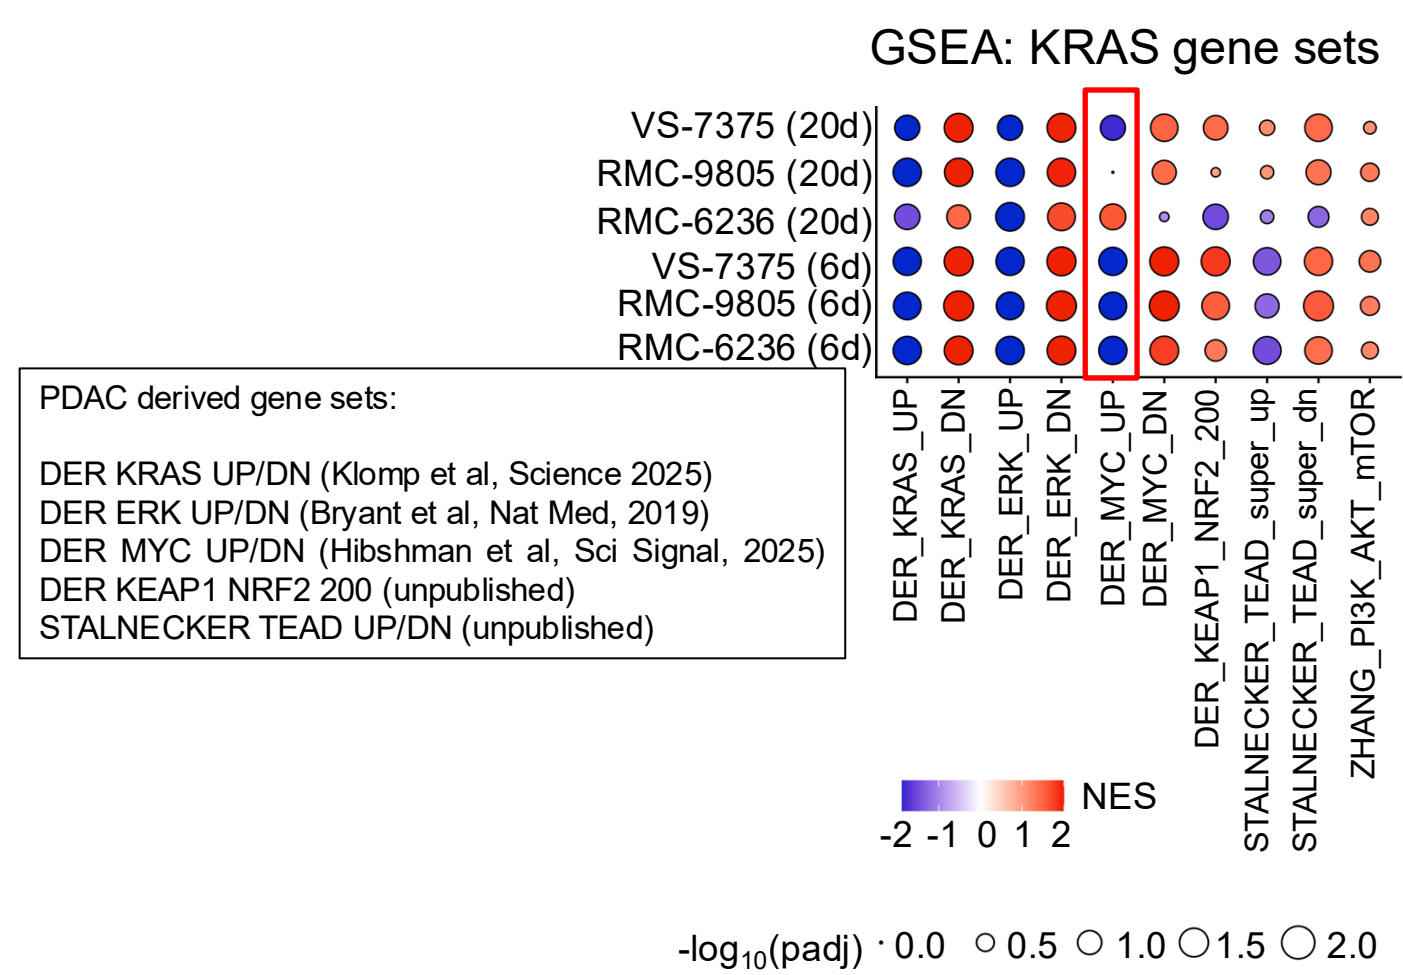 GSEA: KRAS gene sets
VS-7375 (20d)
RMC-9805 (20d)
RMC-6236 (20d)
VS-7375 (6d)
RMC-9805 (6d)
RMC-6236 (6d)
PDAC derived gene sets:
DER KRAS UP/DN (Klomp et al, Science 2025)
DER ERK UP/DN (Bryant et al, Nat Med, 2019)
DER MYC UP/DN (Hibshman et al, Sci Signal, 2025)
DER KEAP1 NRF2 200 (unpublished)
STALNECKER TEAD UP/DN (unpublished)
DER_KRAS_UP
DER_KRAS_DN
DER_ERK_UP
DER_ERK_DN
DER_MYC_UP
DER_MYC_DN
DER_KEAP1_NRF2_200
STALNECKER_TEAD_super_up
STALNECKER_TEAD_super_dn
ZHANG_PI3K_AKT_mTOR
NES
-2 -1 0 1 2
-log10(padj) 0.0 0.5 1.0 1.5 2.0